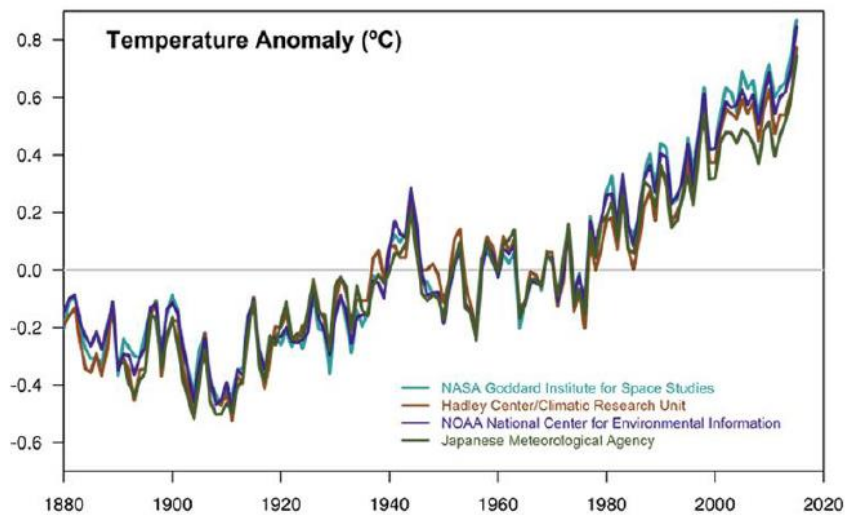 Temperature Anomaly (ºC)
0.8
0.6
0.4
0.2
0.0
-0.2
-0.4
-0.6
NASA Goddard Institute for Space Studies
Hadley Center/Climatic Research Unit
NOAA National Center for Environmental Information
Japanese Meteorological Agency
1880 1900 1920 1940 1960 1980 2000 2020